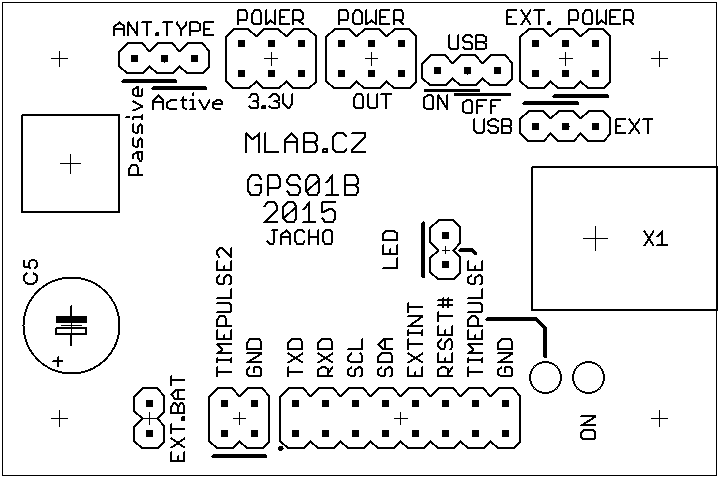 POWER
POWER
EXT. POWER
ANT.TYPE
USB
Passive
Active
3.3V
OUT
ON
OFF
USB
EXT
MLAB.CZ
GPS01B
2015
JACHO
LED
X1
C5
+
TIMEPULSE2
GND
TXD
RXD
SCL
SDA
EXTINT
RESET#
TIMEPULSE
GND
EXT.BAT
ON